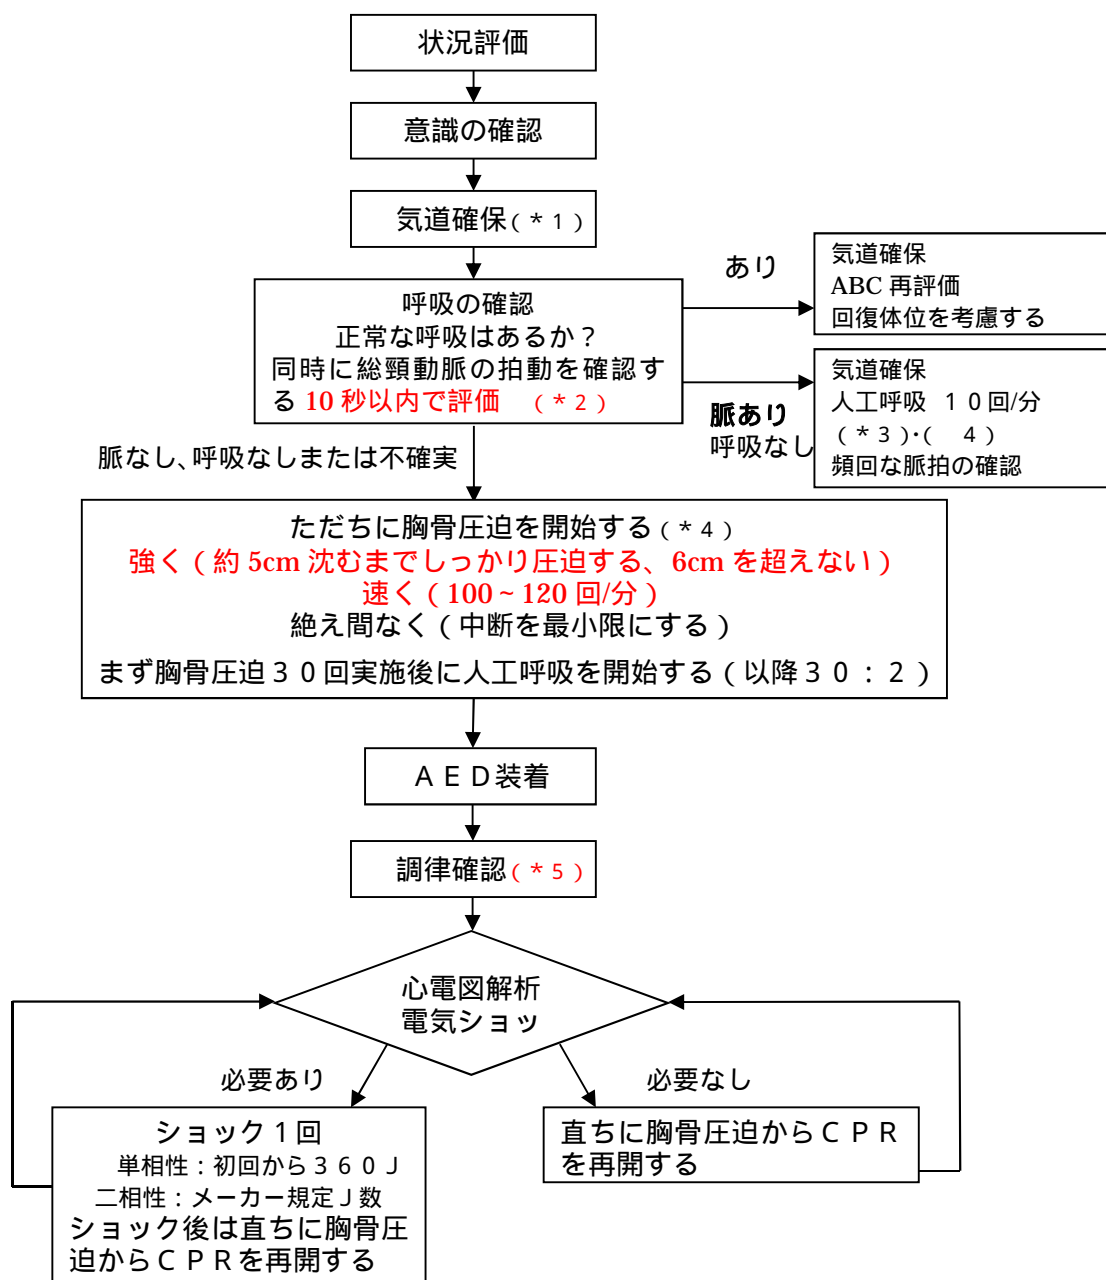 状況評価
意識の確認
気道確保(*1)
呼吸の確認
正常な呼吸はあるか？
同時に総頸動脈の拍動を確認す
る 10 秒以内で評価 (*2)
あり
気道確保
ABC 再評価
回復体位を考慮する
脈あり
呼吸なし
気道確保
人工呼吸 １０回/分
(*3)・( 4)
頻回な脈拍の確認
脈なし、呼吸なしまたは不確実
ただちに胸骨圧迫を開始する(*4)
強く（約 5cm 沈むまでしっかり圧迫する、6cm を超えない）
速く（100～120 回/分）
絶え間なく（中断を最小限にする）
まず胸骨圧迫３０回実施後に人工呼吸を開始する（以降３０：２）
ＡＥＤ装着
調律確認(*5)
心電図解析
電気ショッ
必要あり
必要なし
ショック１回
単相性：初回から３６０Ｊ
二相性：メーカー規定Ｊ数
ショック後は直ちに胸骨圧
迫からＣＰＲを再開する
直ちに胸骨圧迫からＣＰＲ
を再開する